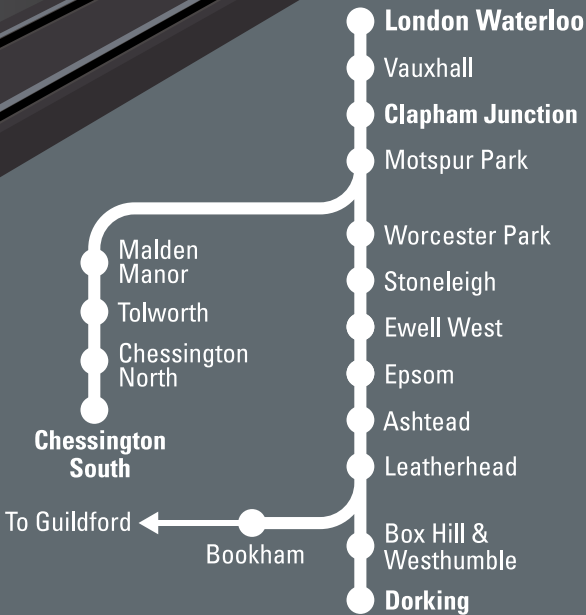 London Waterloo
Vauxhall
Clapham Junction
Motspur Park
Worcester Park
Stoneleigh
Ewell West
Epsom
Ashtead
Leatherhead
Box Hill &
Westhumble
Dorking
Malden
Manor
Tolworth
Chessington
North
Chessington
South
To Guildford
Bookham